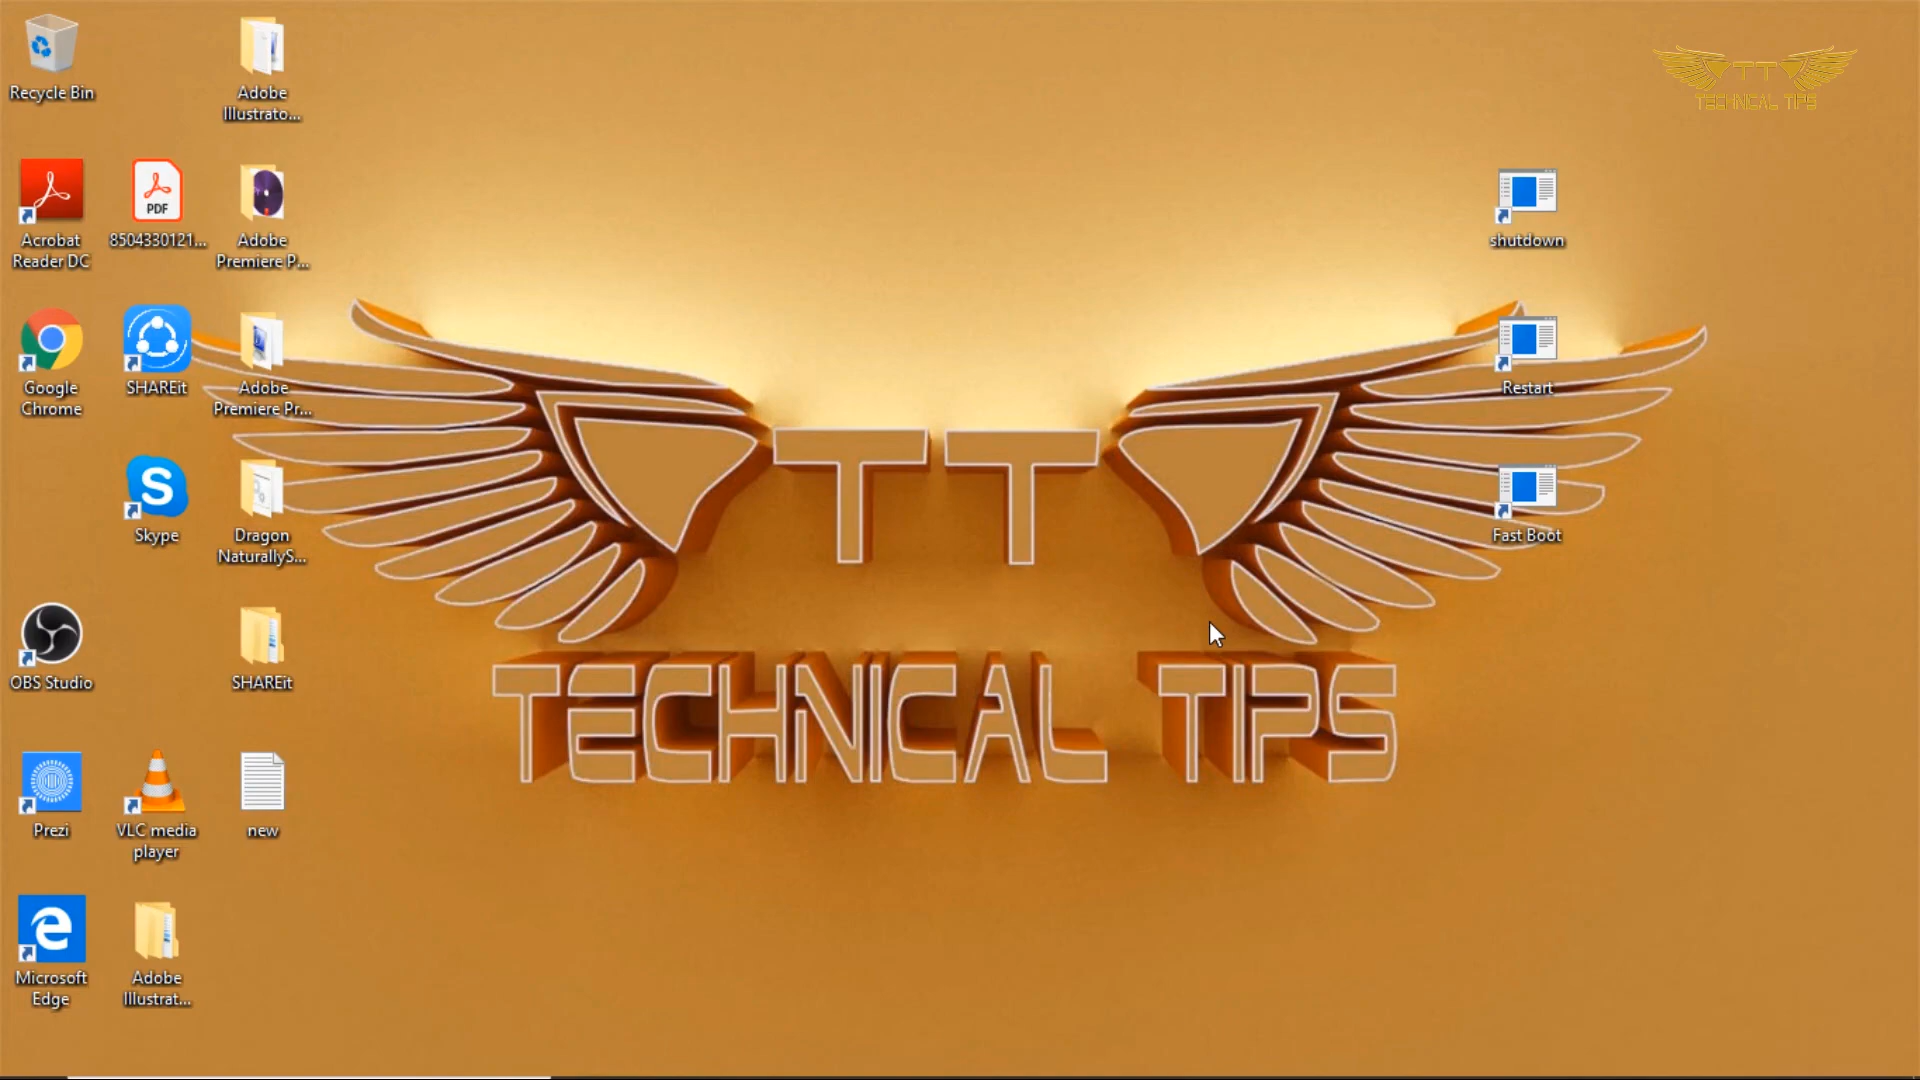 Recycle Bin
Adobe
Illustrato...
TT
TECHNICAL TIPS
Acrobat
Reader DC
PDF
8504330121...
Adobe
Premiere P...
shutdown
Google
Chrome
SHAREit
Adobe
Premiere Pr...
Restart
S
Skype
Dragon
NaturallyS...
TT
Fast Boot
OBS Studio
SHAREit
TECHNICAL TIPS
Prezi
VLC media
player
new
Microsoft
Edge
Adobe
Illustrat...